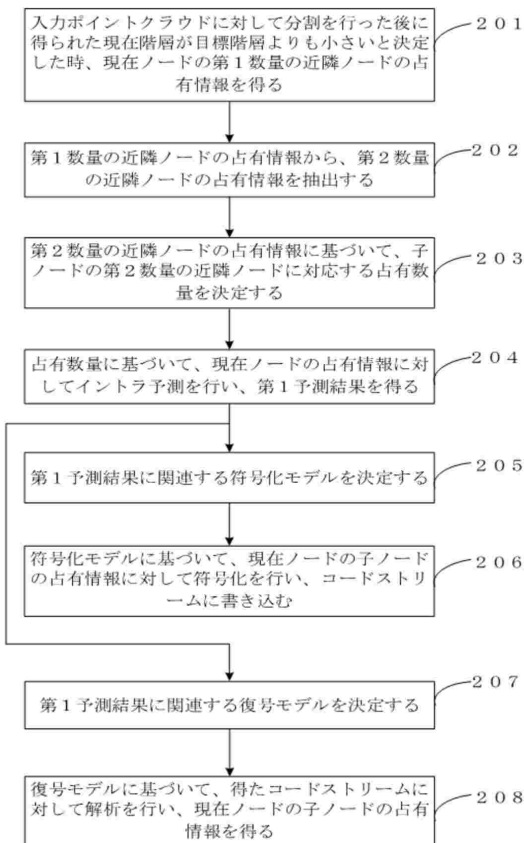 入力ポイントクラウドに対して分割を行った後に
得られた現在階層が目標階層よりも小さいと決定
した時、現在ノードの第１数量の近隣ノードの占
有情報を得る
２０１
第１数量の近隣ノードの占有情報から、第２数量
の近隣ノードの占有情報を抽出する
２０２
第２数量の近隣ノードの占有情報に基づいて、子
ノードの第２数量の近隣ノードに対応する占有数
量を決定する
２０３
占有数量に基づいて、現在ノードの占有情報に対
してイントラ予測を行い、第１予測結果を得る
２０４
第１予測結果に関連する符号化モデルを決定する
２０５
符号化モデルに基づいて、現在ノードの子ノード
の占有情報に対して符号化を行い、コードストリ
ームに書き込む
２０６
第１予測結果に関連する復号モデルを決定する
２０７
復号モデルに基づいて、得たコードストリームに
対して解析を行い、現在ノードの子ノードの占有
情報を得る
２０８